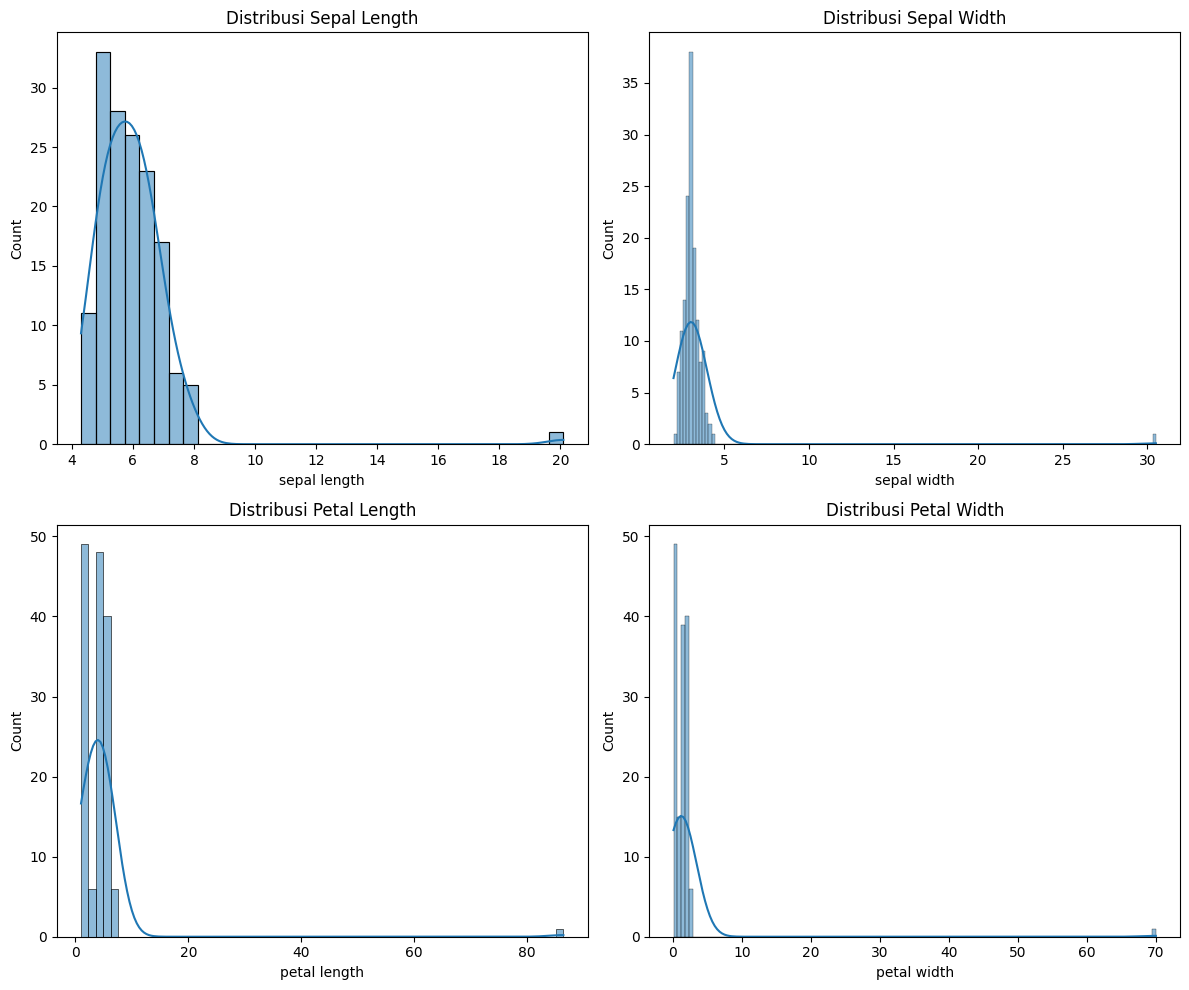 Distribusi Sepal Length
Count
30
25
20
15
10
5
0
4 6 8 10 12 14 16 18 20
sepal length
Distribusi Sepal Width
Count
35
30
25
20
15
10
5
0
5 10 15 20 25 30
sepal width
Distribusi Petal Length
Count
50
40
30
20
10
0
0 20 40 60 80
petal length
Distribusi Petal Width
Count
50
40
30
20
10
0
0 10 20 30 40 50 60 70
petal width